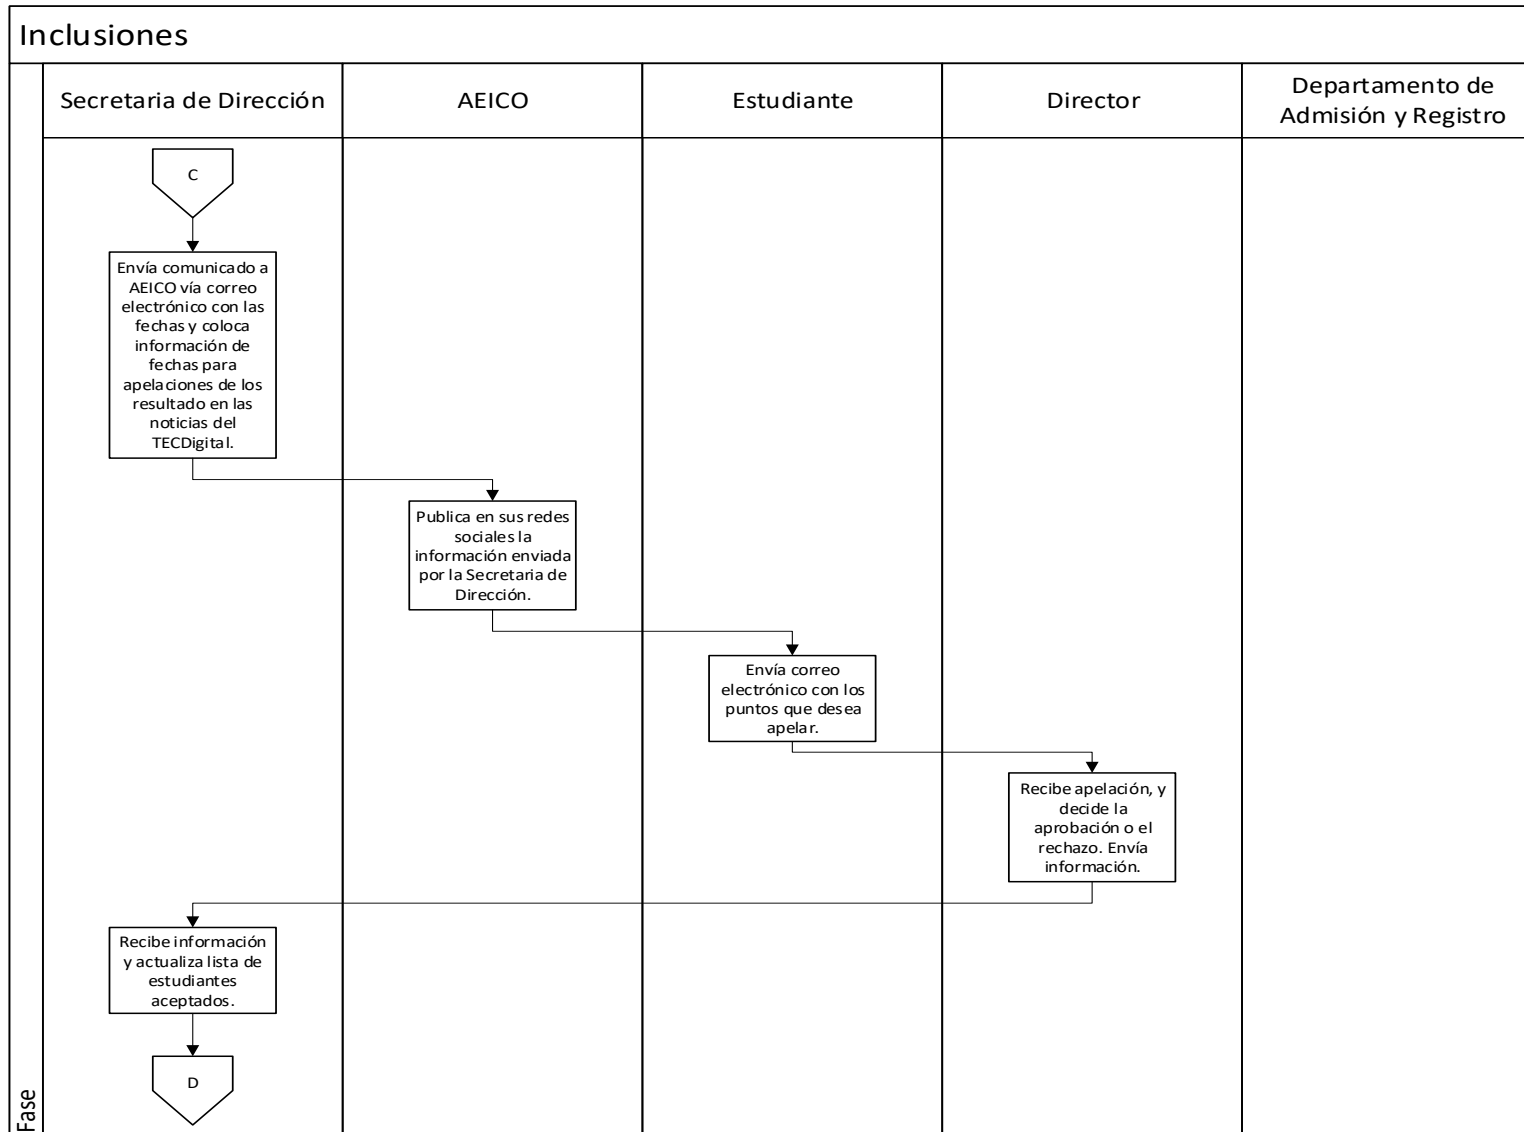 Inclusiones
Secretaria de Dirección
AEICO
Estudiante
Director
Departamento de
Admisión y Registro
C
Envía comunicado a
AEICO vía correo
electrónico con las
fechas y coloca
información de
fechas para
apelaciones de los
resultado en las
noticias del
TECDigital.
Publica en sus redes
sociales la
información enviada
por la Secretaria de
Dirección.
Envía correo
electrónico con los
puntos que desea
apelar.
Recibe apelación, y
decide la
aprobación o el
rechazo. Envía
información.
Recibe información
y actualiza lista de
estudiantes
aceptados.
D
Fase